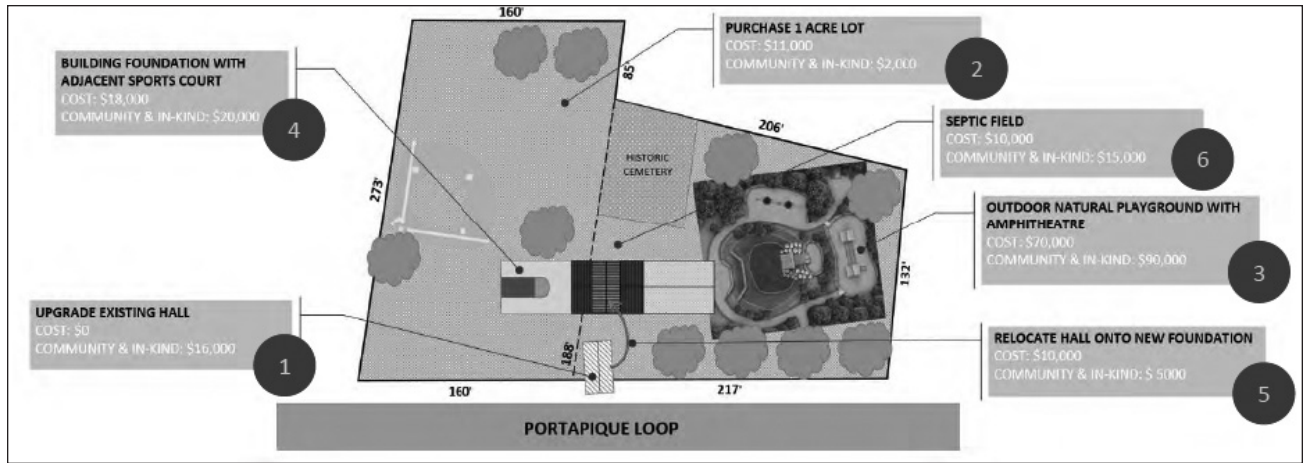 160'
PURCHASE 1 ACRE LOT
COST: $11,000
COMMUNITY & IN-KIND: $2,000
2
BUILDING FOUNDATION WITH
ADJACENT SPORTS COURT
COST: $18,000
COMMUNITY & IN-KIND: $20,000
4
85'
206'
SEPTIC FIELD
COST: $10,000
COMMUNITY & IN-KIND: $15,000
6
HISTORIC
CEMETERY
273'
OUTDOOR NATURAL PLAYGROUND WITH
AMPHITHEATRE
COST: $70,000
COMMUNITY & IN-KIND: $90,000
3
132'
UPGRADE EXISTING HALL
COST: $0
COMMUNITY & IN-KIND: $16,000
1
188'
RELOCATE HALL ONTO NEW FOUNDATION
COST: $10,000
COMMUNITY & IN-KIND: $ 5000
5
160'
217'
PORTAPIQUE LOOP